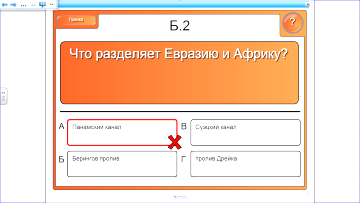 Б.2
?
Что разделяет Евразию и Африку?
А
Панамский канал
В
Суэцкий канал
Б
Берингов пролив
Г
пролив Дрейка